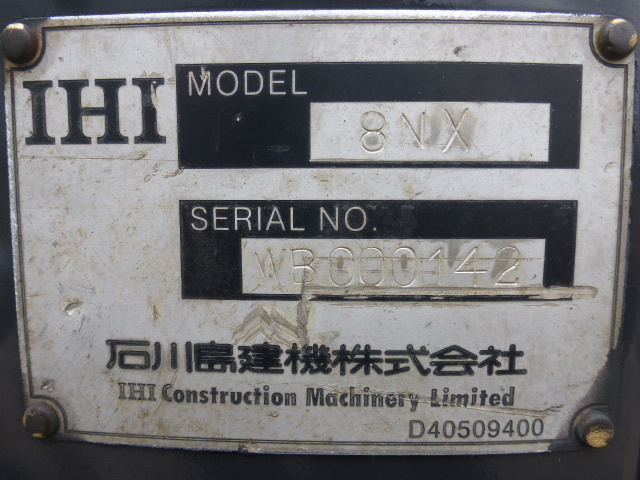 IHI
MODEL
8NX
SERIAL NO.
WB000142
石川島建機株式会社
IHI Construction Machinery Limited
D40509400